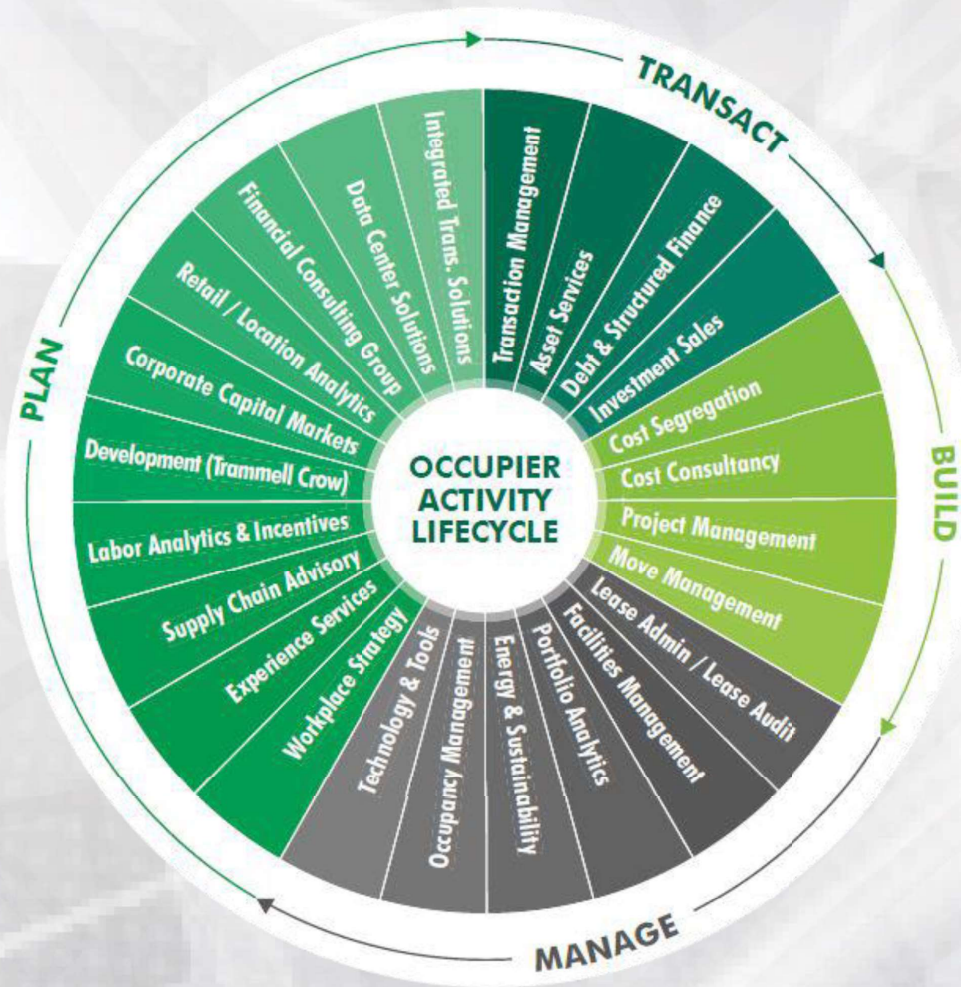 TRANSACT
BUILD
MANAGE
PLAN
OCCUPIER
ACTIVITY
LIFECYCLE
Transaction Management
Asset Services
Debt & Structured Finance
Investment Sales
Cost Segregation
Cost Consultancy
Project Management
Move Management
Lease Admin / Lease Audit
Facilities Management
Portfolio Analytics
Energy & Sustainability
Occupancy Management
Technology & Tools
Workplace Strategy
Experience Services
Supply Chain Advisory
Labor Analytics & Incentives
Development (Trammell Crow)
Corporate Capital Markets
Retail / Location Analytics
Financial Consulting Group
Data Center Solutions
Integrated Trans. Solutions